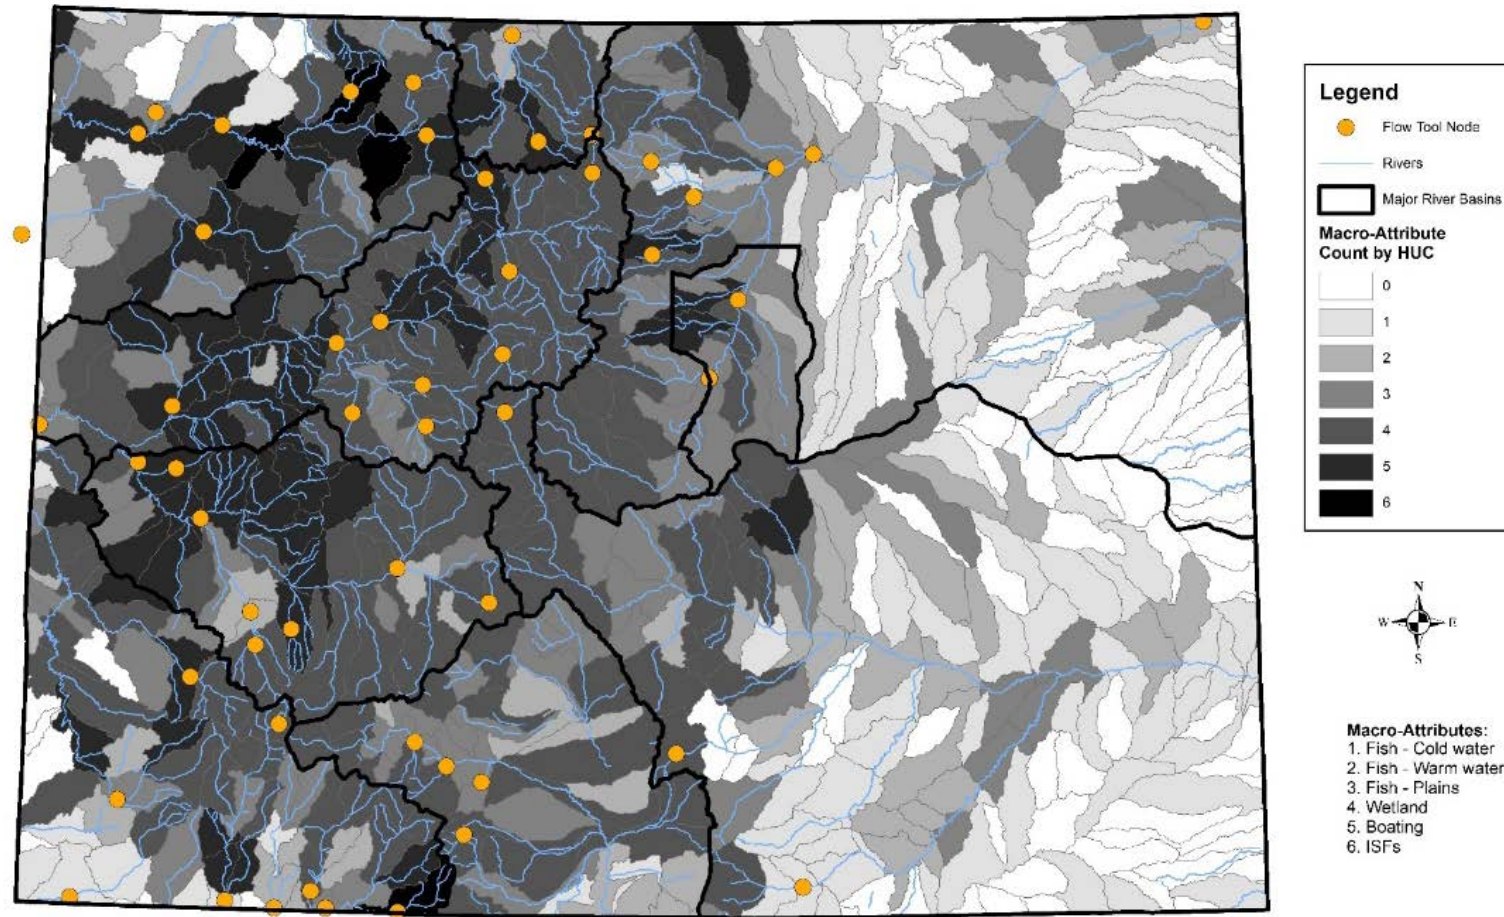 Legend
Flow Tool Node
Rivers
Major River Basins
Macro-Attribute
Count by HUC
0
1
2
3
4
5
6
N
W E
S
Macro-Attributes:
1. Fish - Cold water
2. Fish - Warm water
3. Fish - Plains
4. Wetland
5. Boating
6. ISFs